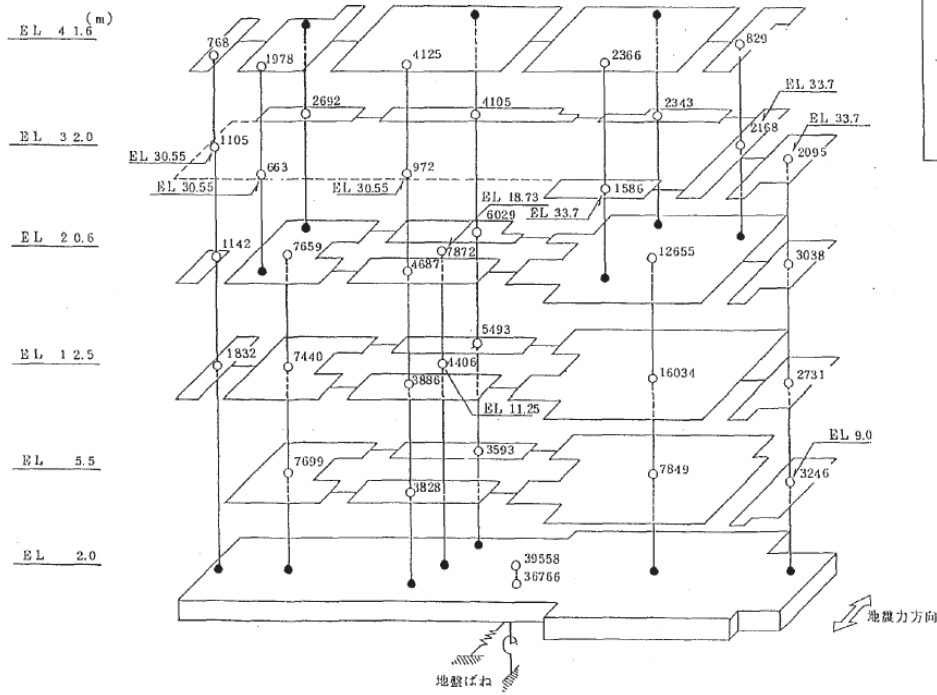 (m)
EL 41.6
768
1978
4125
2366
829
EL 33.7
2692
4105
2343
EL 32.0
1105
2168
EL 33.7
2095
EL 30.55
663
972
EL 30.55
EL 30.55
1586
EL 18.73
EL 33.7
6029
EL 20.6
1142
7659
7872
12655
3038
4687
5493
EL 12.5
1832
7440
4406
16034
2731
3886
EL 11.25
EL 9.0
3593
EL 5.5
7699
7849
3246
3828
EL 2.0
39558
36766
地震力方向
地盤ばね